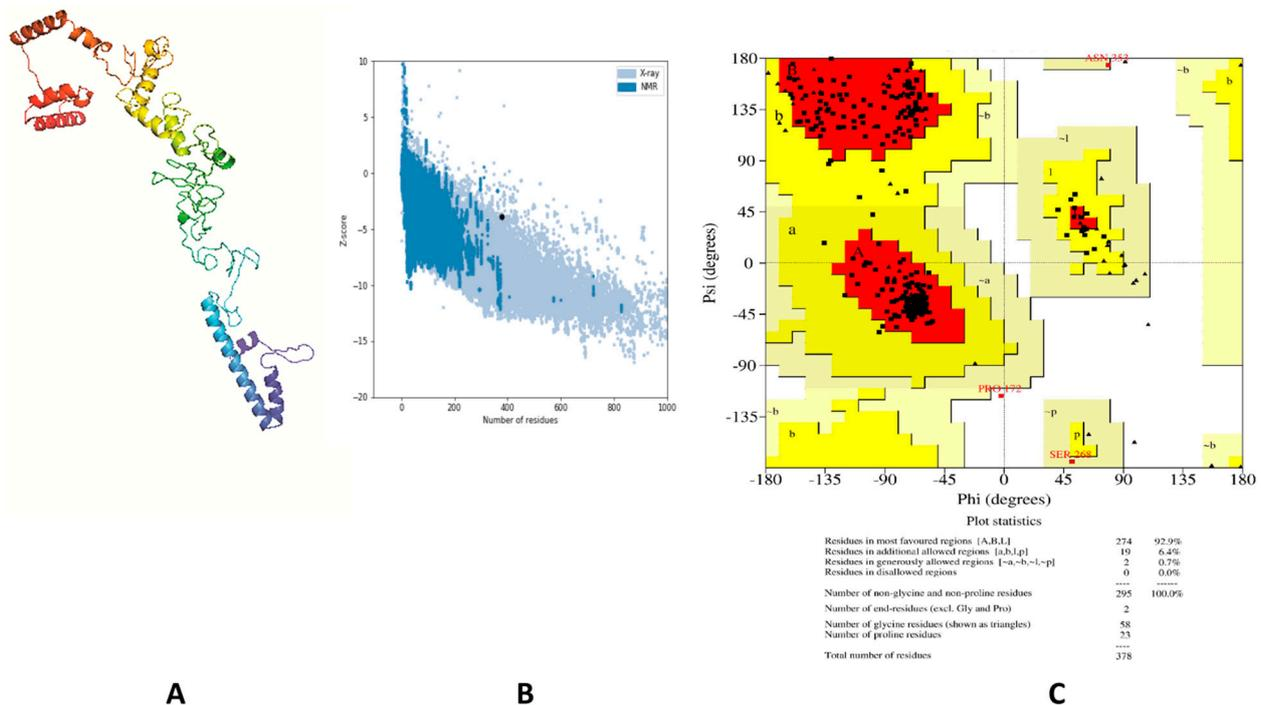 10
5
0
−5
−10
−15
−20
Z-score
0
200
400
600
800
1000
Number of residues
X-ray
NMR
180
135
90
45
0
-45
-90
-135
Psi (degrees)
B
b
a
A
~a
~b
~l
l
ASN 353
~b
b
PRO 172
~b
b
~p
p
SER 268
~b
-180
-135
-90
-45
0
45
90
135
180
Phi (degrees)
Plot statistics
Residues in most favoured regions [A,B,L] 274 92.9%
Residues in additional allowed regions [a,b,l,p] 19 6.4%
Residues in generously allowed regions [~a,~b,~l,~p] 2 0.7%
Residues in disallowed regions 0 0.0%
---- ------
Number of non-glycine and non-proline residues 295 100.0%
Number of end-residues (excl. Gly and Pro) 2
Number of glycine residues (shown as triangles) 58
Number of proline residues 23
----
Total number of residues 378
A
B
C